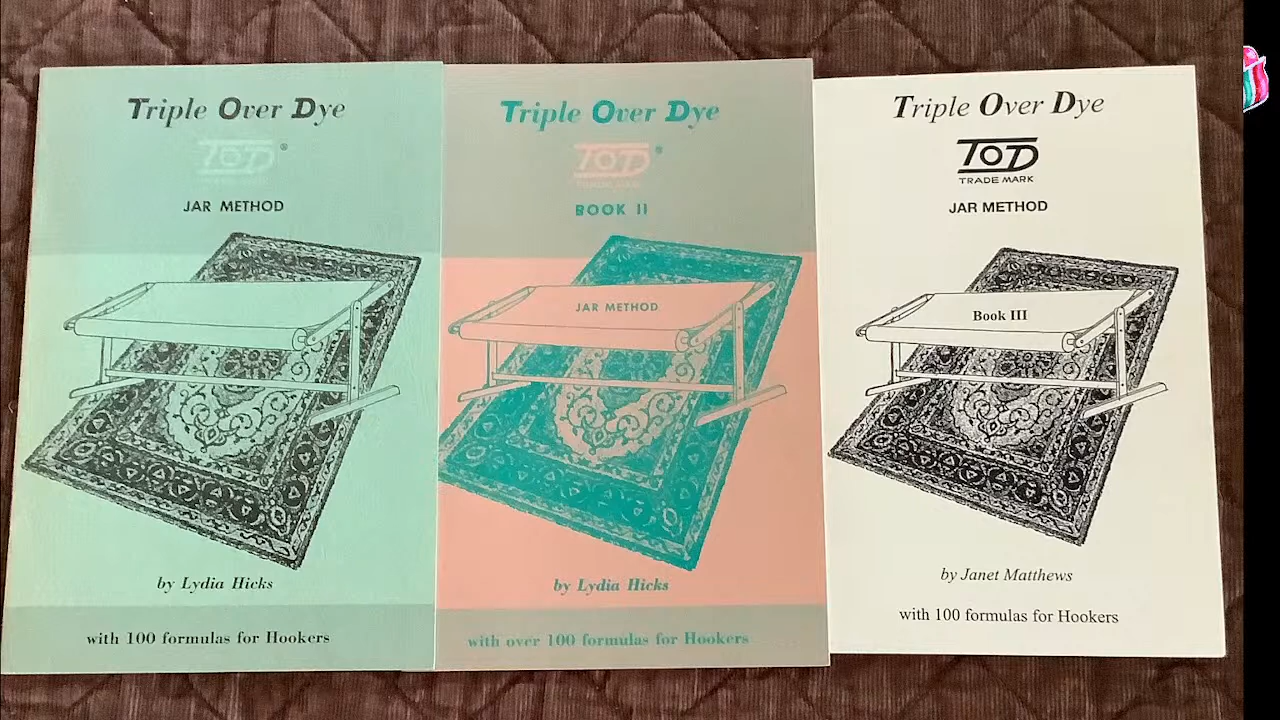 Triple Over Dye
TOD®
JAR METHOD
by Lydia Hicks
with 100 formulas for Hookers
Triple Over Dye
TOD®
TRADE MARK
BOOK II
JAR METHOD
by Lydia Hicks
with over 100 formulas for Hookers
Triple Over Dye
TOD
TRADE MARK
JAR METHOD
Book III
by Janet Matthews
with 100 formulas for Hookers